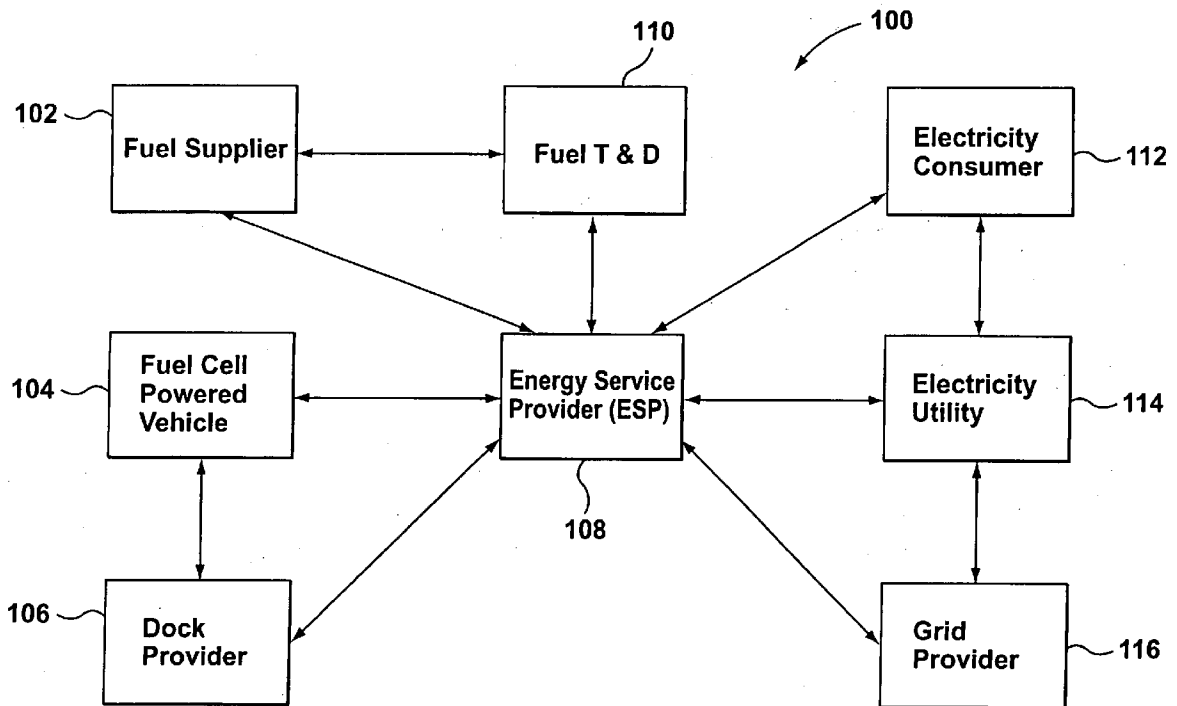 100
110
102
Fuel Supplier
Fuel T & D
Electricity
Consumer
112
104
Fuel Cell
Powered
Vehicle
Energy Service
Provider (ESP)
Electricity
Utility
114
108
106
Dock
Provider
Grid
Provider
116